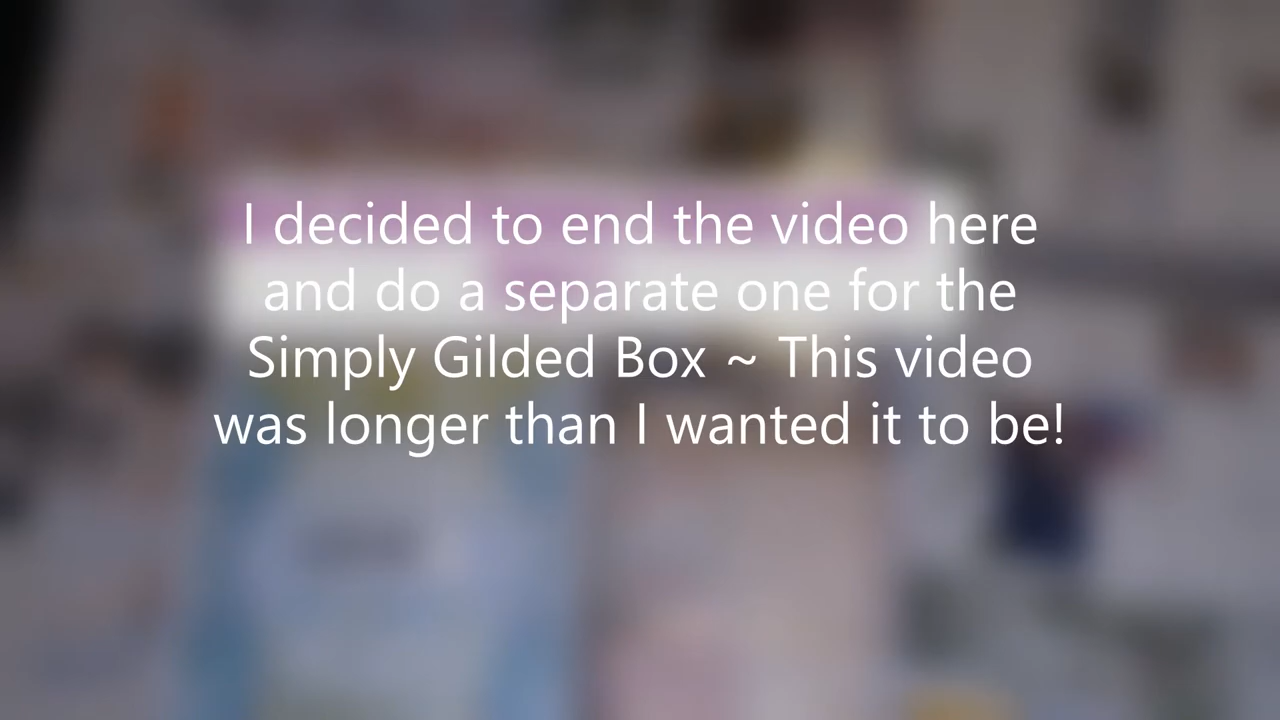 I decided to end the video here
and do a separate one for the
Simply Gilded Box ~ This video
was longer than I wanted it to be!